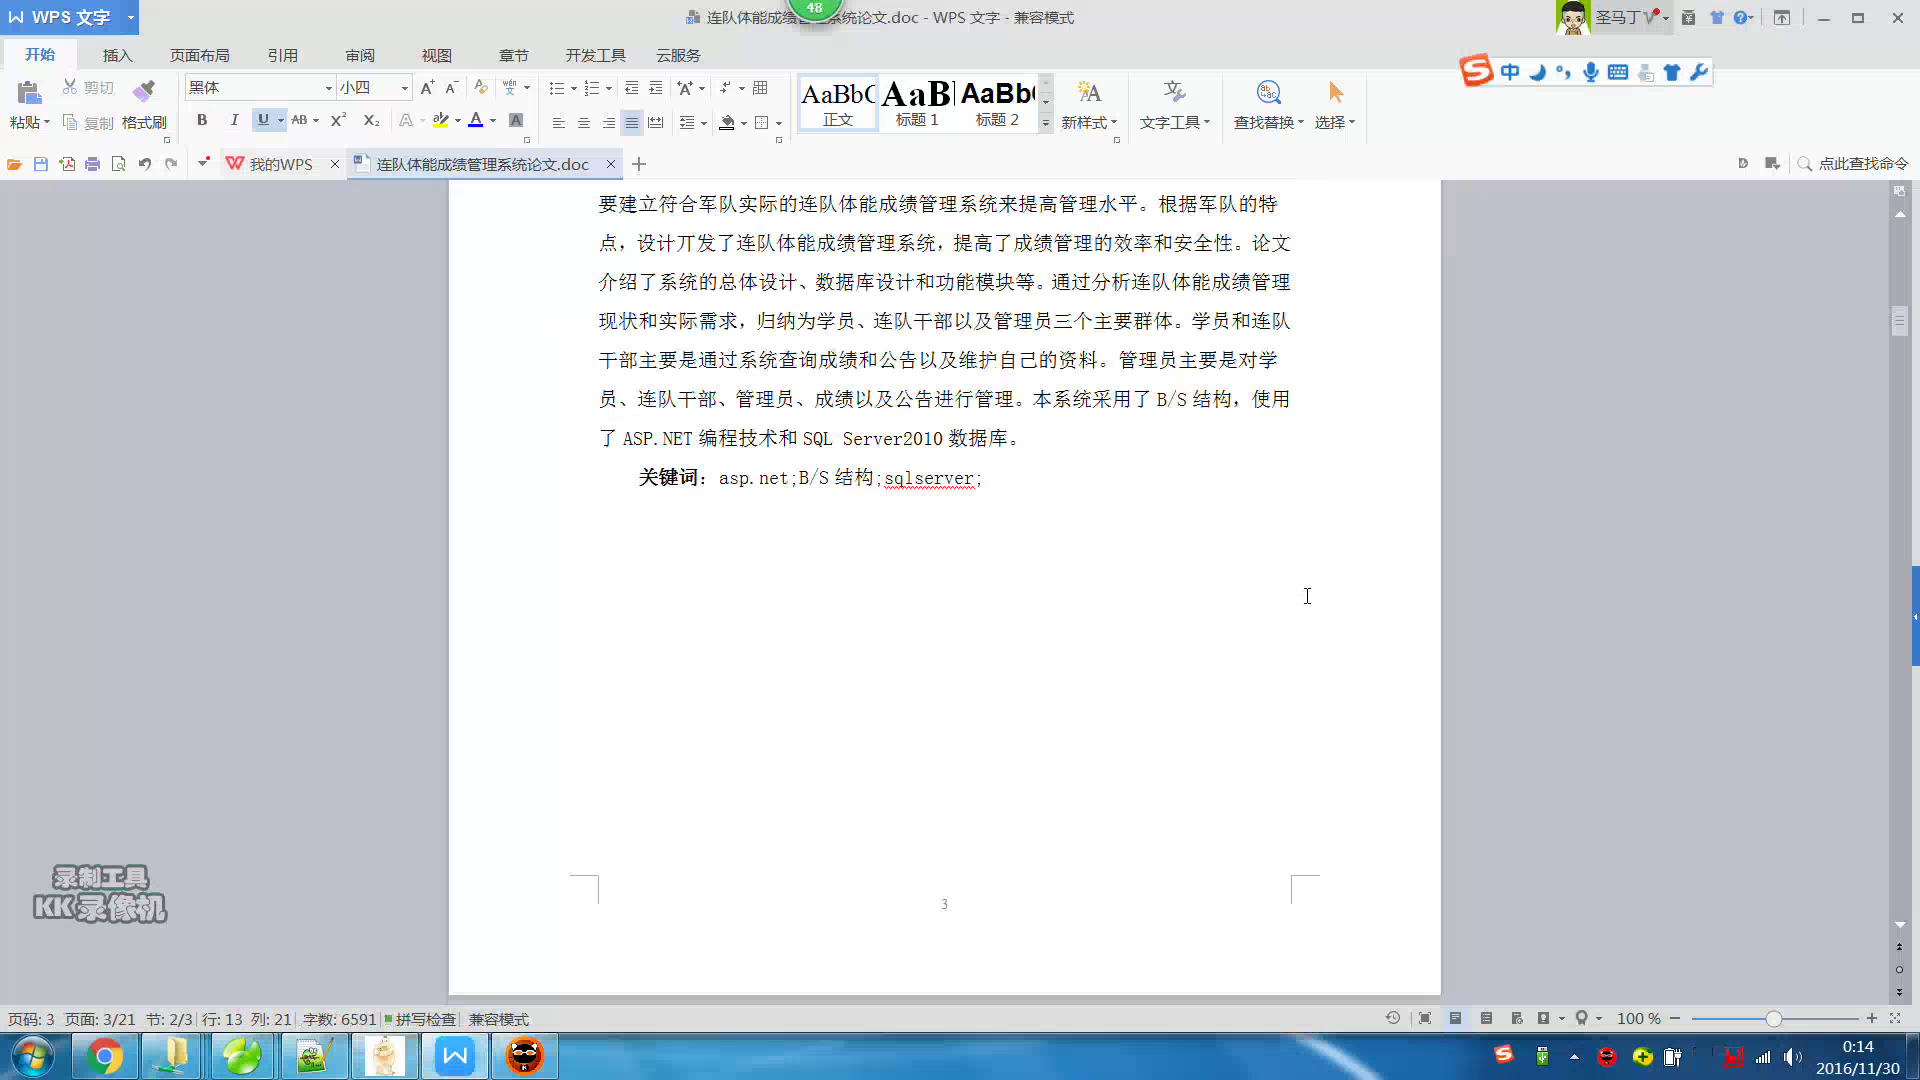 WPS 文字
48
连队体能成绩管理系统论文.doc - WPS 文字 - 兼容模式
圣马丁
开始 插入 页面布局 引用 审阅 视图 章节 开发工具 云服务
中
粘贴 剪切 复制 格式刷
黑体 小四
B I U AB X² X₂ A A A
AaBbC AaBl AaBb(
正文 标题 1 标题 2
新样式 文字工具 查找替换 选择
我的WPS 连队体能成绩管理系统论文.doc
点此查找命令
要建立符合军队实际的连队体能成绩管理系统来提高管理水平。根据军队的特
点，设计开发了连队体能成绩管理系统，提高了成绩管理的效率和安全性。论文
介绍了系统的总体设计、数据库设计和功能模块等。通过分析连队体能成绩管理
现状和实际需求，归纳为学员、连队干部以及管理员三个主要群体。学员和连队
干部主要是通过系统查询成绩和公告以及维护自己的资料。管理员主要是对学
员、连队干部、管理员、成绩以及公告进行管理。本系统采用了 B/S 结构，使用
了 ASP.NET 编程技术和 SQL Server2010 数据库。
关键词：asp.net;B/S 结构;sqlserver;
录制工具
KK 录像机
3
页码: 3 页面: 3/21 节: 2/3 行: 13 列: 21 字数: 6591 拼写检查 兼容模式
100 %
0:14
2016/11/30